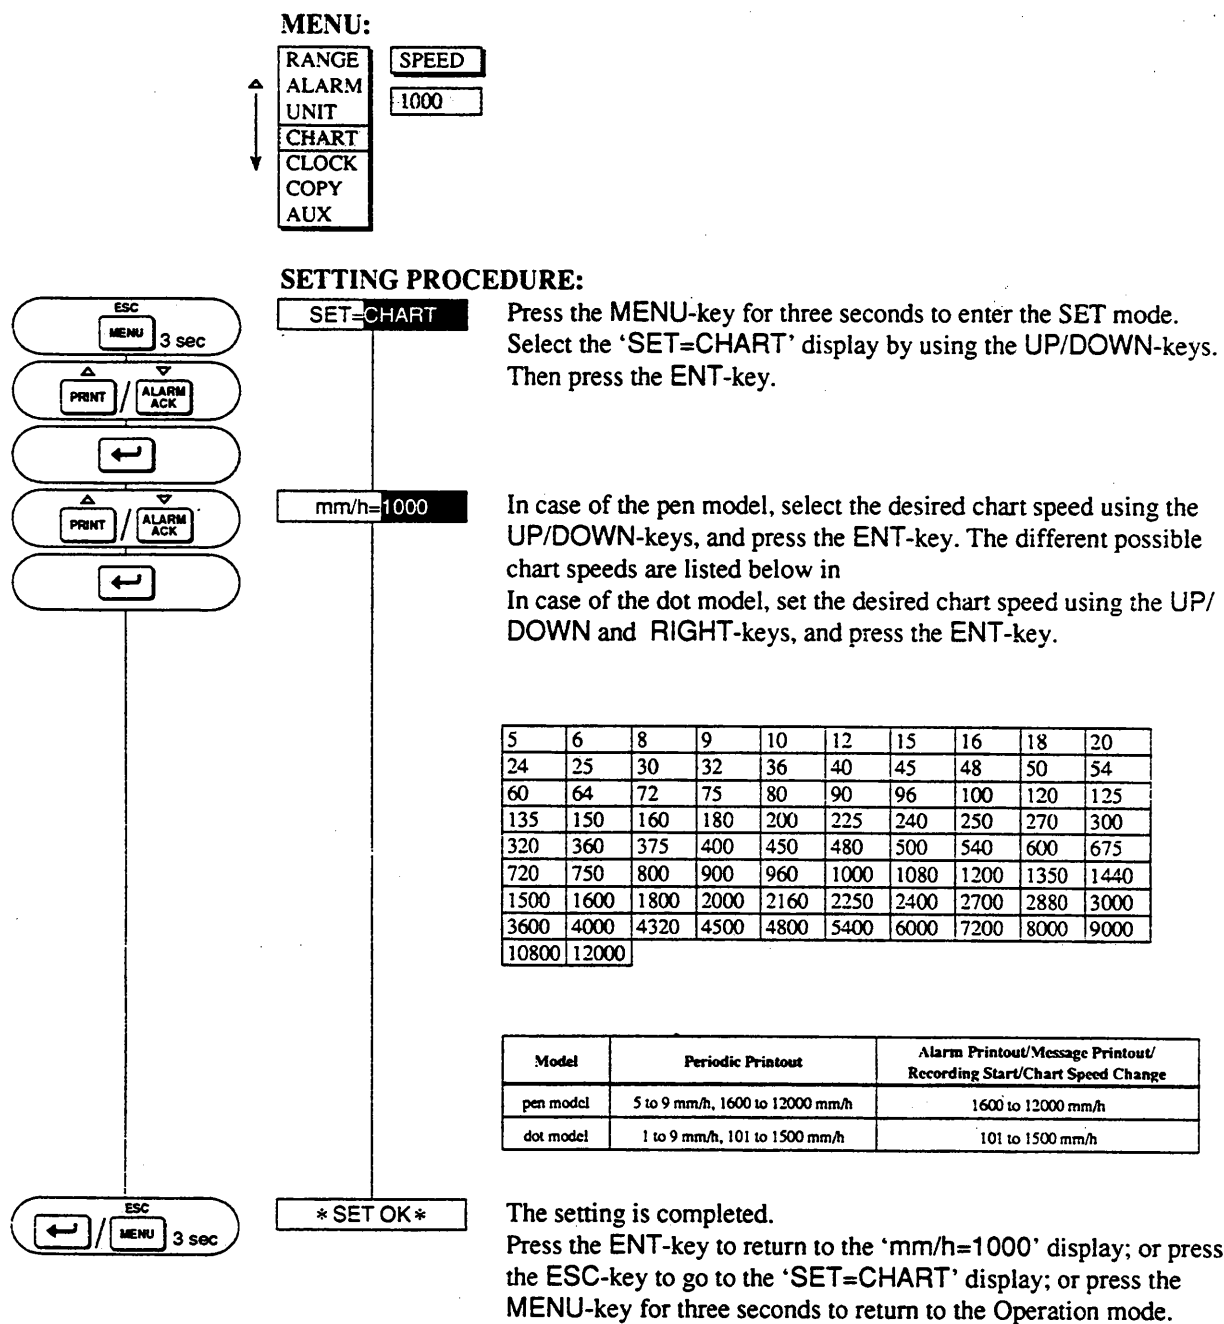 MENU:
RANGE SPEED
ALARM
UNIT 1000
CHART
CLOCK
COPY
AUX
SETTING PROCEDURE:
ESC
MENU 3 sec
SET=CHART
Press the MENU-key for three seconds to enter the SET mode.
Select the ‘SET=CHART’ display by using the UP/DOWN-keys.
Then press the ENT-key.
PRINT / ALARM ACK
PRINT / ALARM ACK
mm/h=1000
In case of the pen model, select the desired chart speed using the
UP/DOWN-keys, and press the ENT-key. The different possible
chart speeds are listed below in
In case of the dot model, set the desired chart speed using the UP/
DOWN and RIGHT-keys, and press the ENT-key.
5 6 8 9 10 12 15 16 18 20
24 25 30 32 36 40 45 48 50 54
60 64 72 75 80 90 96 100 120 125
135 150 160 180 200 225 240 250 270 300
320 360 375 400 450 480 500 540 600 675
720 750 800 900 960 1000 1080 1200 1350 1440
1500 1600 1800 2000 2160 2250 2400 2700 2880 3000
3600 4000 4320 4500 4800 5400 6000 7200 8000 9000
10800 12000
Model Periodic Printout Alarm Printout/Message Printout/
Recording Start/Chart Speed Change
pen model 5 to 9 mm/h, 1600 to 12000 mm/h 1600 to 12000 mm/h
dot model 1 to 9 mm/h, 101 to 1500 mm/h 101 to 1500 mm/h
ESC
/ MENU 3 sec
* SET OK *
The setting is completed.
Press the ENT-key to return to the ‘mm/h=1000’ display; or press
the ESC-key to go to the ‘SET=CHART’ display; or press the
MENU-key for three seconds to return to the Operation mode.